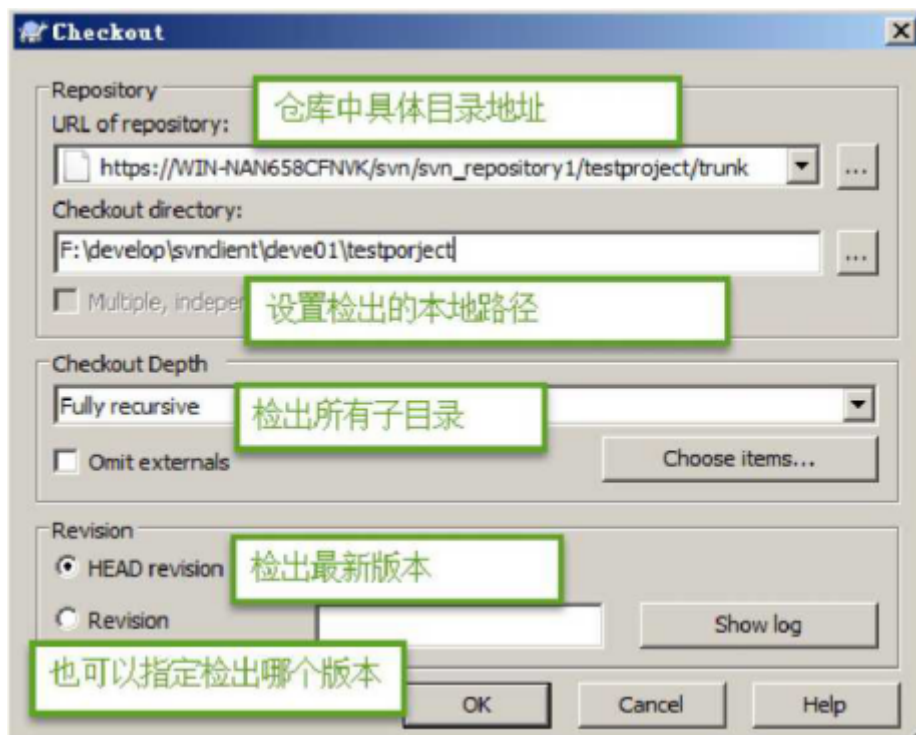 Checkout
Repository
仓库中具体目录地址
URL of repository:
https://WIN-NAN658CFNVK/svn/svn_repository1/testproject/trunk
...
Checkout directory:
F:\develop\svnclient\deve01\testporject
...
Multiple, indepe
设置检出的本地路径
Checkout Depth
Fully recursive
检出所有子目录
Omit externals
Choose items...
Revision
HEAD revision
检出最新版本
Revision
Show log
也可以指定检出哪个版本
OK
Cancel
Help